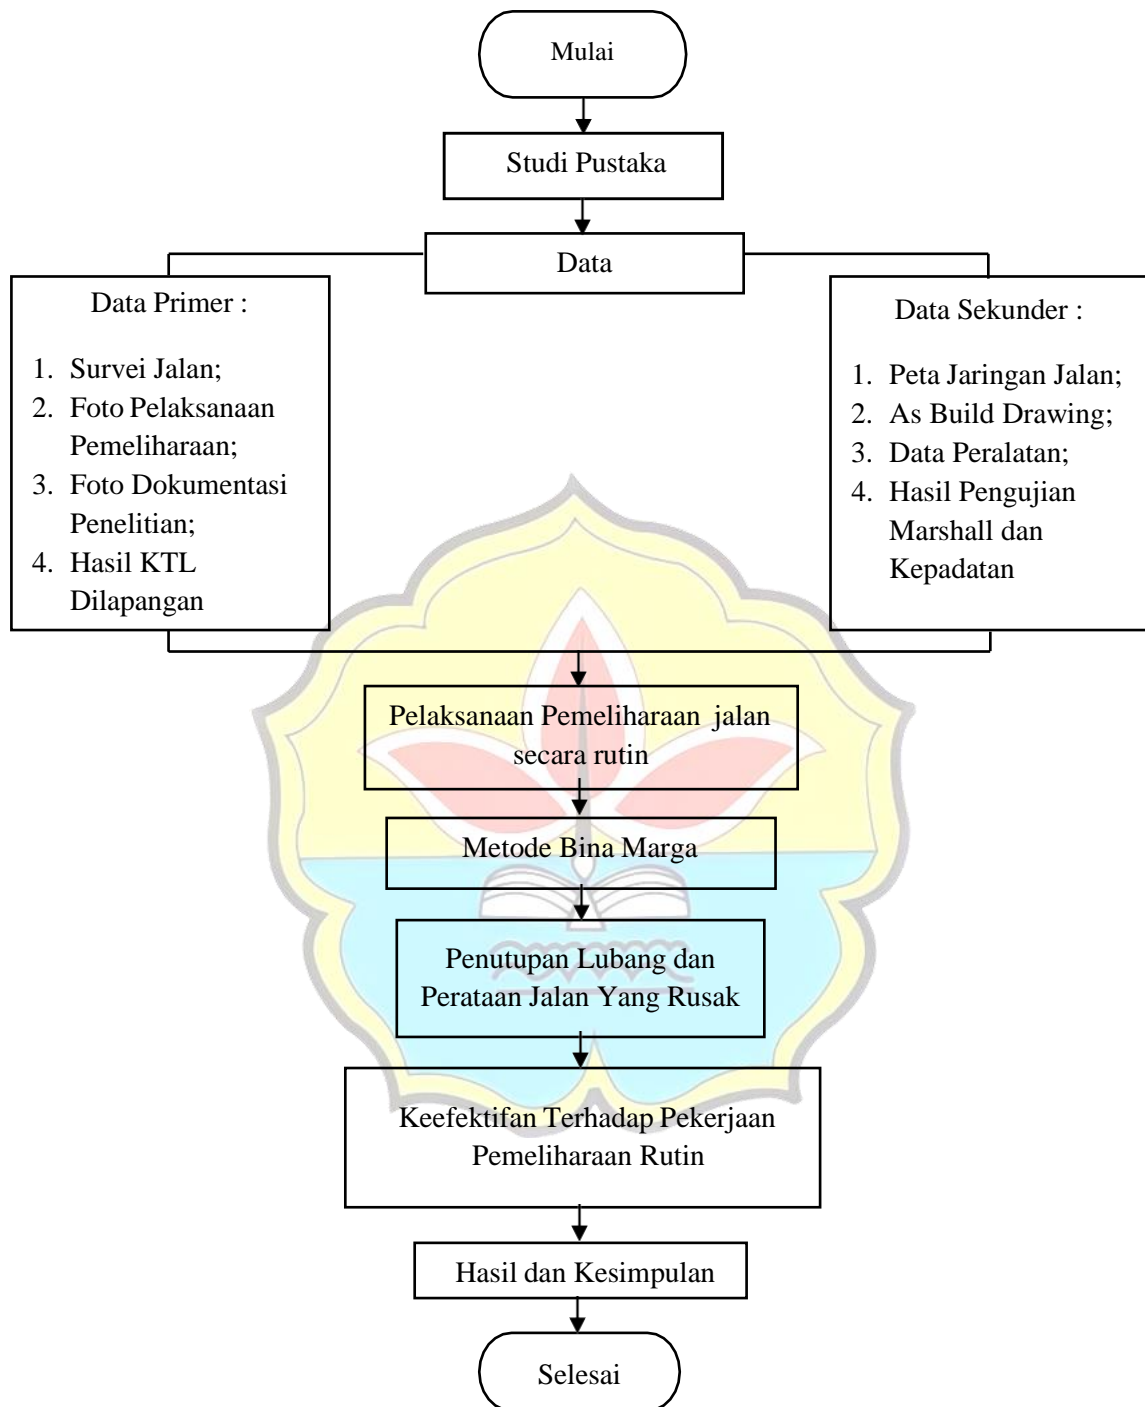 Mulai
Studi Pustaka
Data
Data Primer :
1. Survei Jalan;
2. Foto Pelaksanaan
Pemeliharaan;
3. Foto Dokumentasi
Penelitian;
4. Hasil KTL
Dilapangan
Data Sekunder :
1. Peta Jaringan Jalan;
2. As Build Drawing;
3. Data Peralatan;
4. Hasil Pengujian
Marshall dan
Kepadatan
Pelaksanaan Pemeliharaan jalan
secara rutin
Metode Bina Marga
Penutupan Lubang dan
Perataan Jalan Yang Rusak
Keefektifan Terhadap Pekerjaan
Pemeliharaan Rutin
Hasil dan Kesimpulan
Selesai